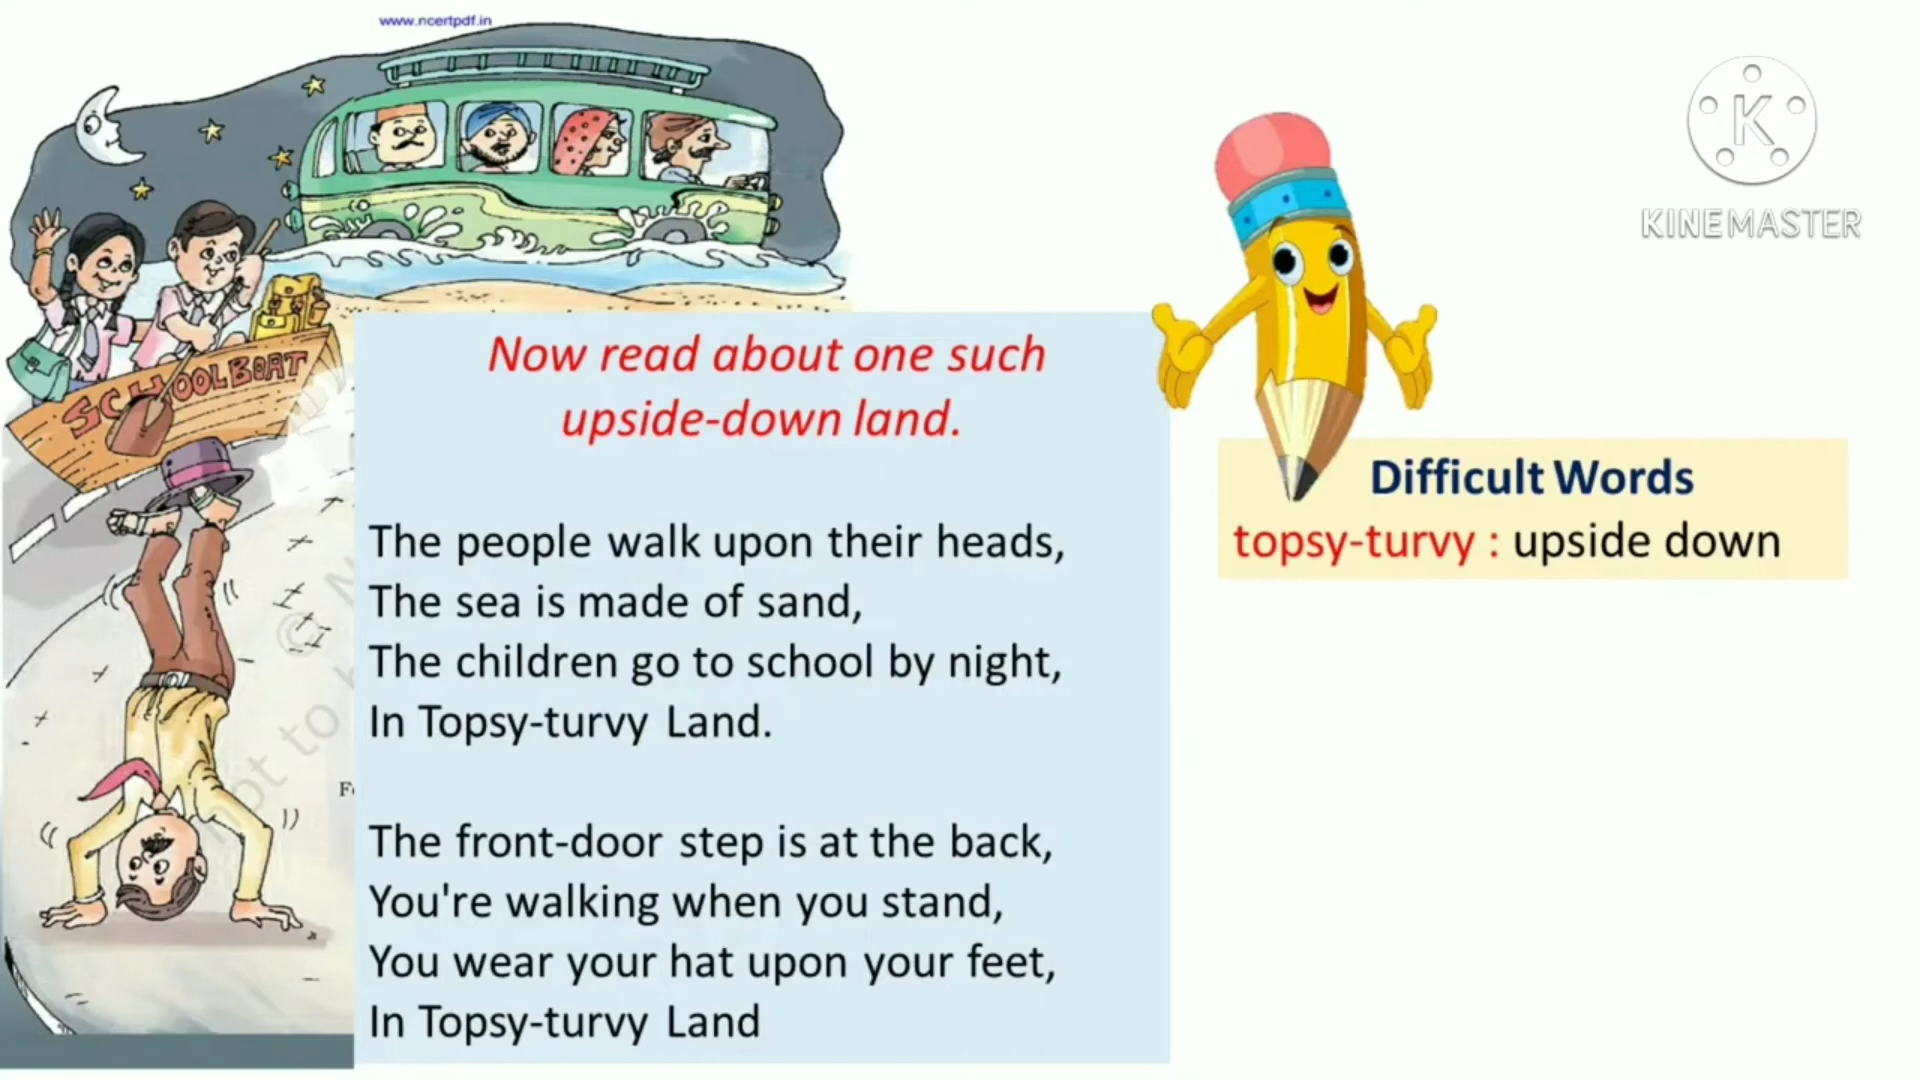 www.ncertpdf.in
K
KINEMASTER
SCHOOL BOAT
Now read about one such
upside-down land.
Difficult Words
topsy-turvy : upside down
The people walk upon their heads,
The sea is made of sand,
The children go to school by night,
In Topsy-turvy Land.
The front-door step is at the back,
You're walking when you stand,
You wear your hat upon your feet,
In Topsy-turvy Land